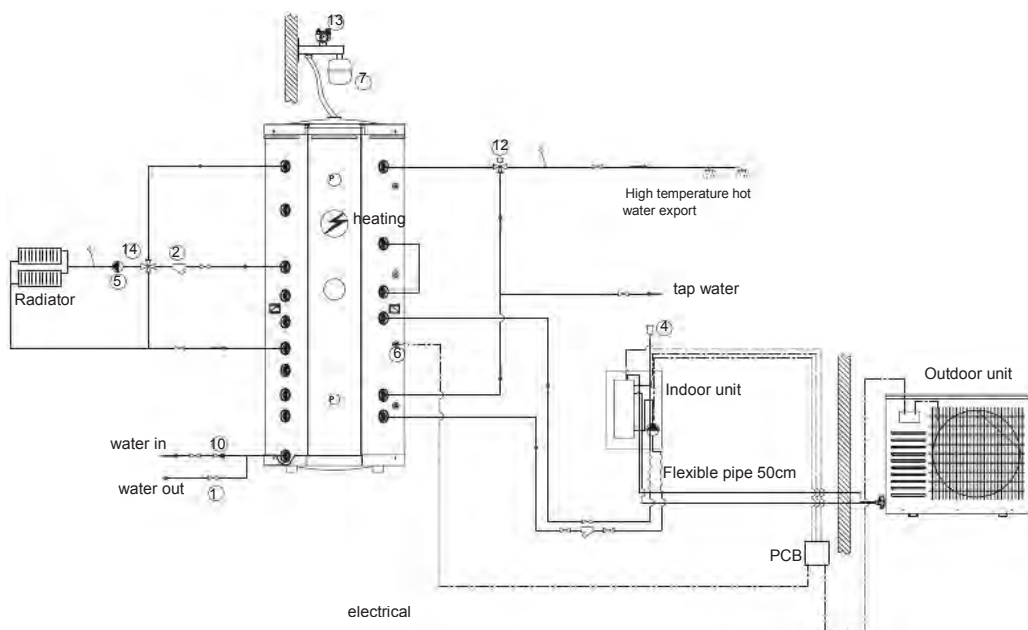 13
7
12
P
heating
High temperature hot
water export
14
2
5
Radiator
tap water
4
6
Indoor unit
Outdoor unit
P
water in
10
Flexible pipe 50cm
water out
1
PCB
electrical